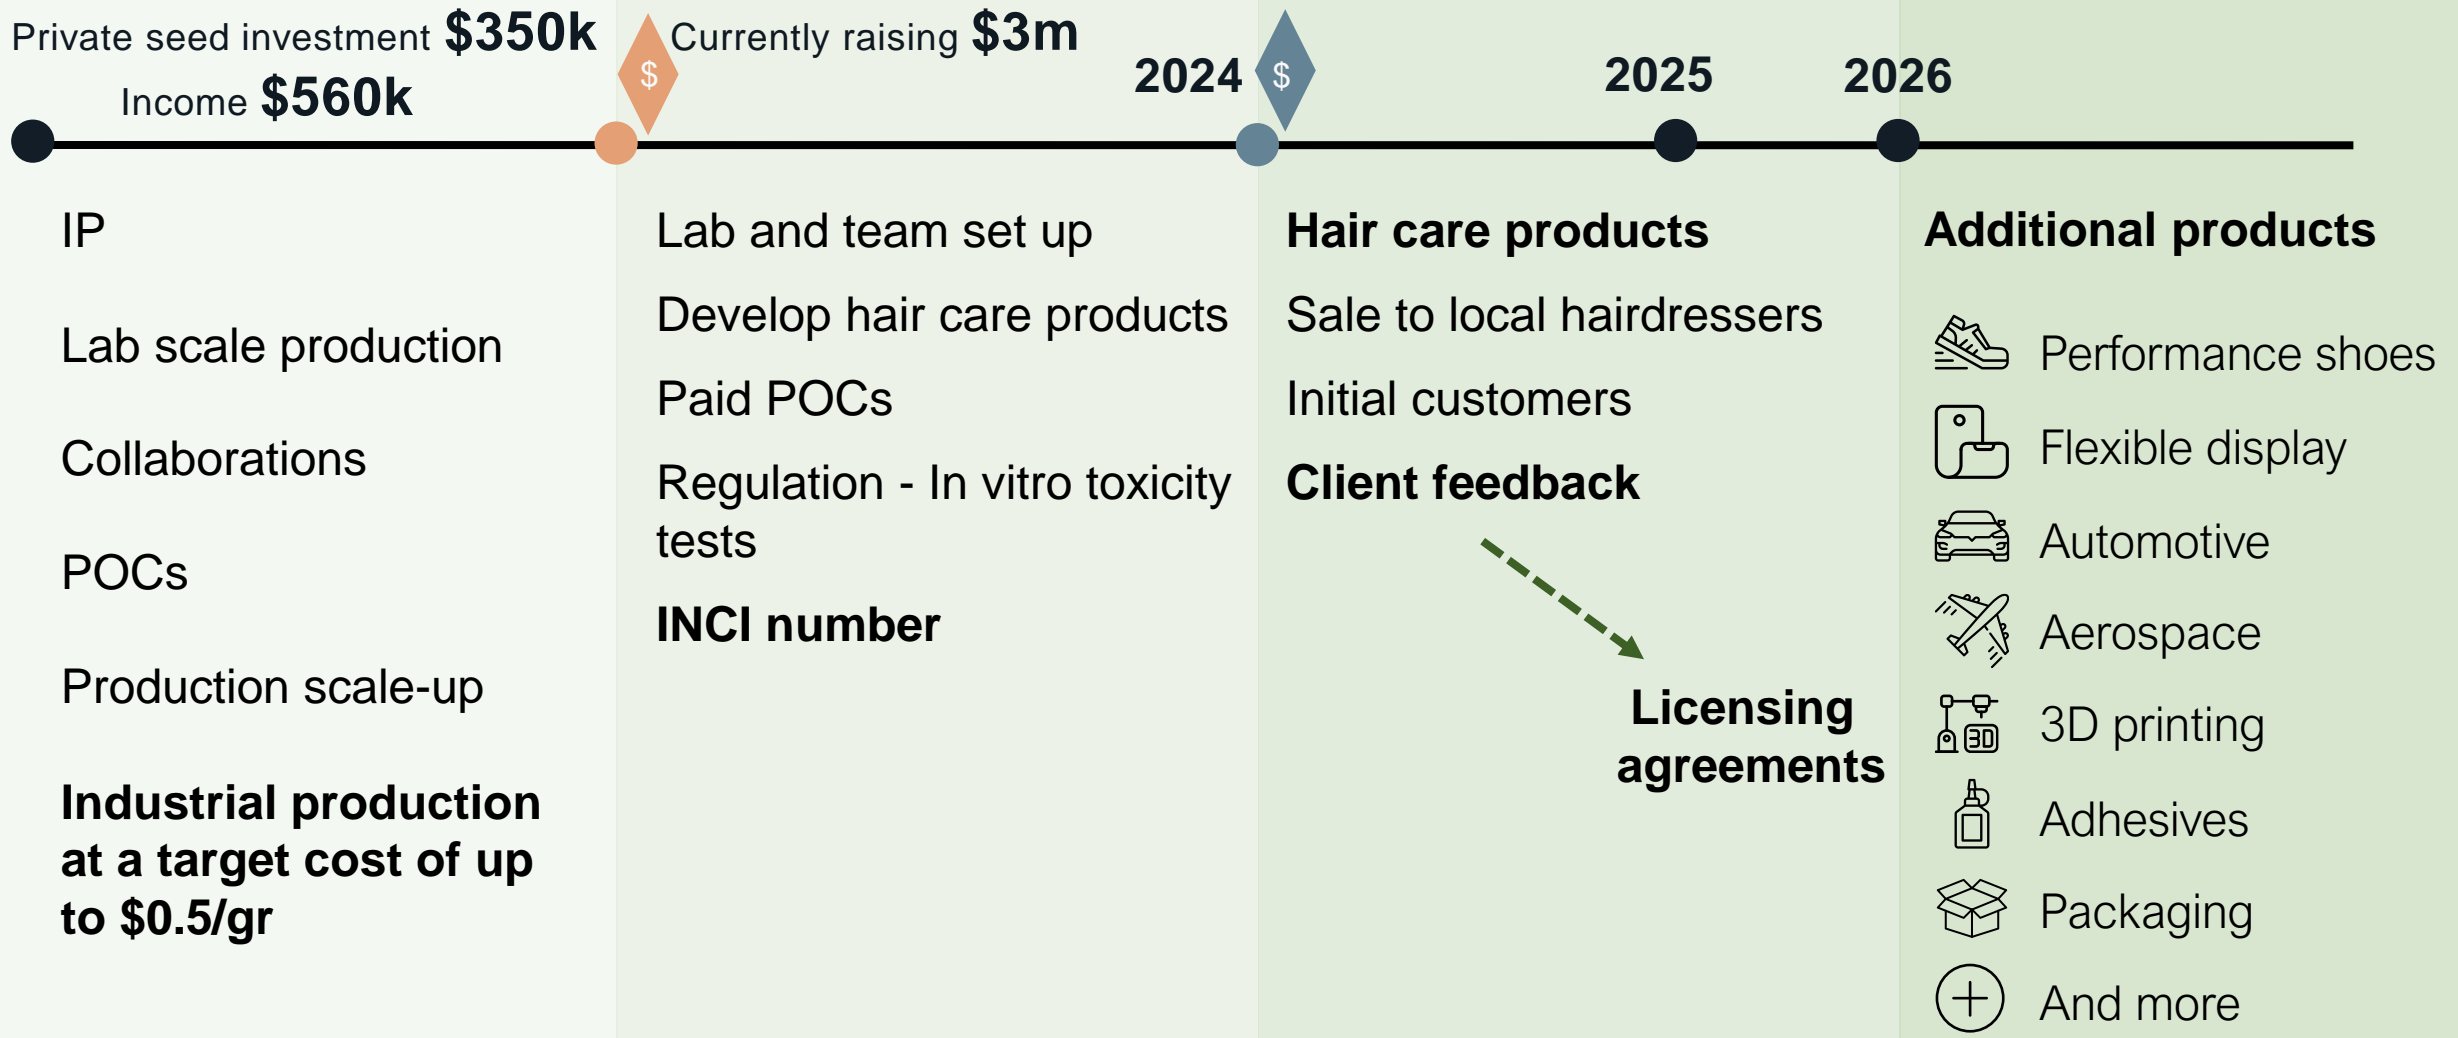 Private seed investment $350k
Income $560k
$
Currently raising $3m
2024
$
2025
2026
IP
Lab scale production
Collaborations
POCs
Production scale-up
Industrial production
at a target cost of up
to $0.5/gr
Lab and team set up
Develop hair care products
Paid POCs
Regulation - In vitro toxicity
tests
INCI number
Hair care products
Sale to local hairdressers
Initial customers
Client feedback
Licensing
agreements
Additional products
Performance shoes
Flexible display
Automotive
Aerospace
3D
3D printing
Adhesives
Packaging
And more